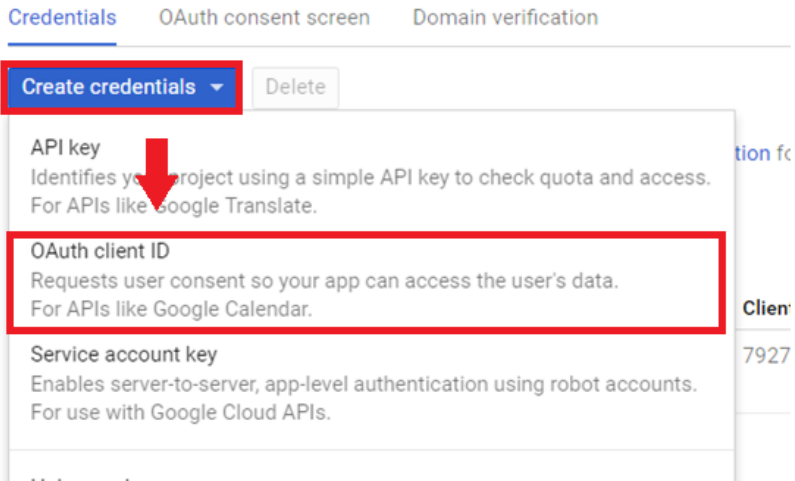 Credentials OAuth consent screen Domain verification
Create credentials Delete
API key
Identifies project using a simple API key to check quota and access.
For APIs like Google Translate.
OAuth client ID
Requests user consent so your app can access the user's data.
For APIs like Google Calendar.
Service account key
Enables server-to-server, app-level authentication using robot accounts.
For use with Google Cloud APIs.
tion fo
Client
7927